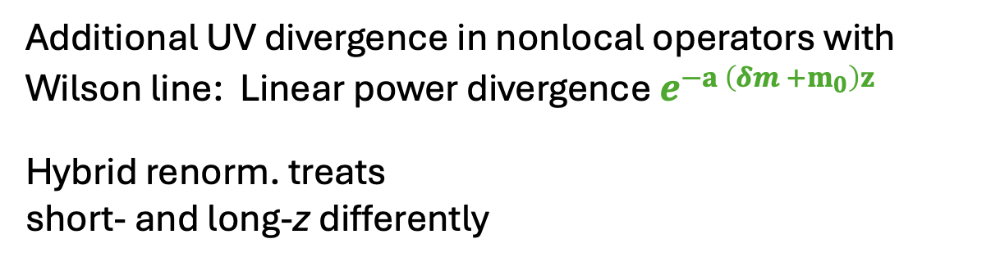 Additional UV divergence in nonlocal operators with
Wilson line: Linear power divergence e^{−a (δm +m₀)z}
Hybrid renorm. treats
short- and long-z differently